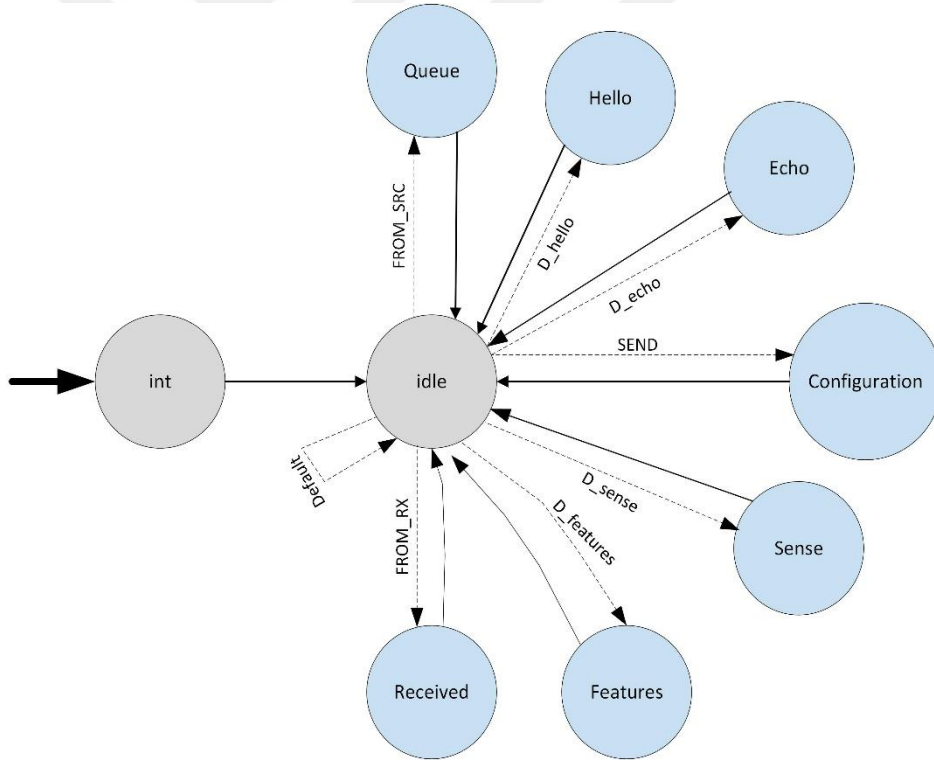 Queue
Hello
Echo
FROM_SRC
D_hello
D_echo
SEND
int
idle
Configuration
Default
FROM_RX
D_sense
D_features
Sense
Received
Features